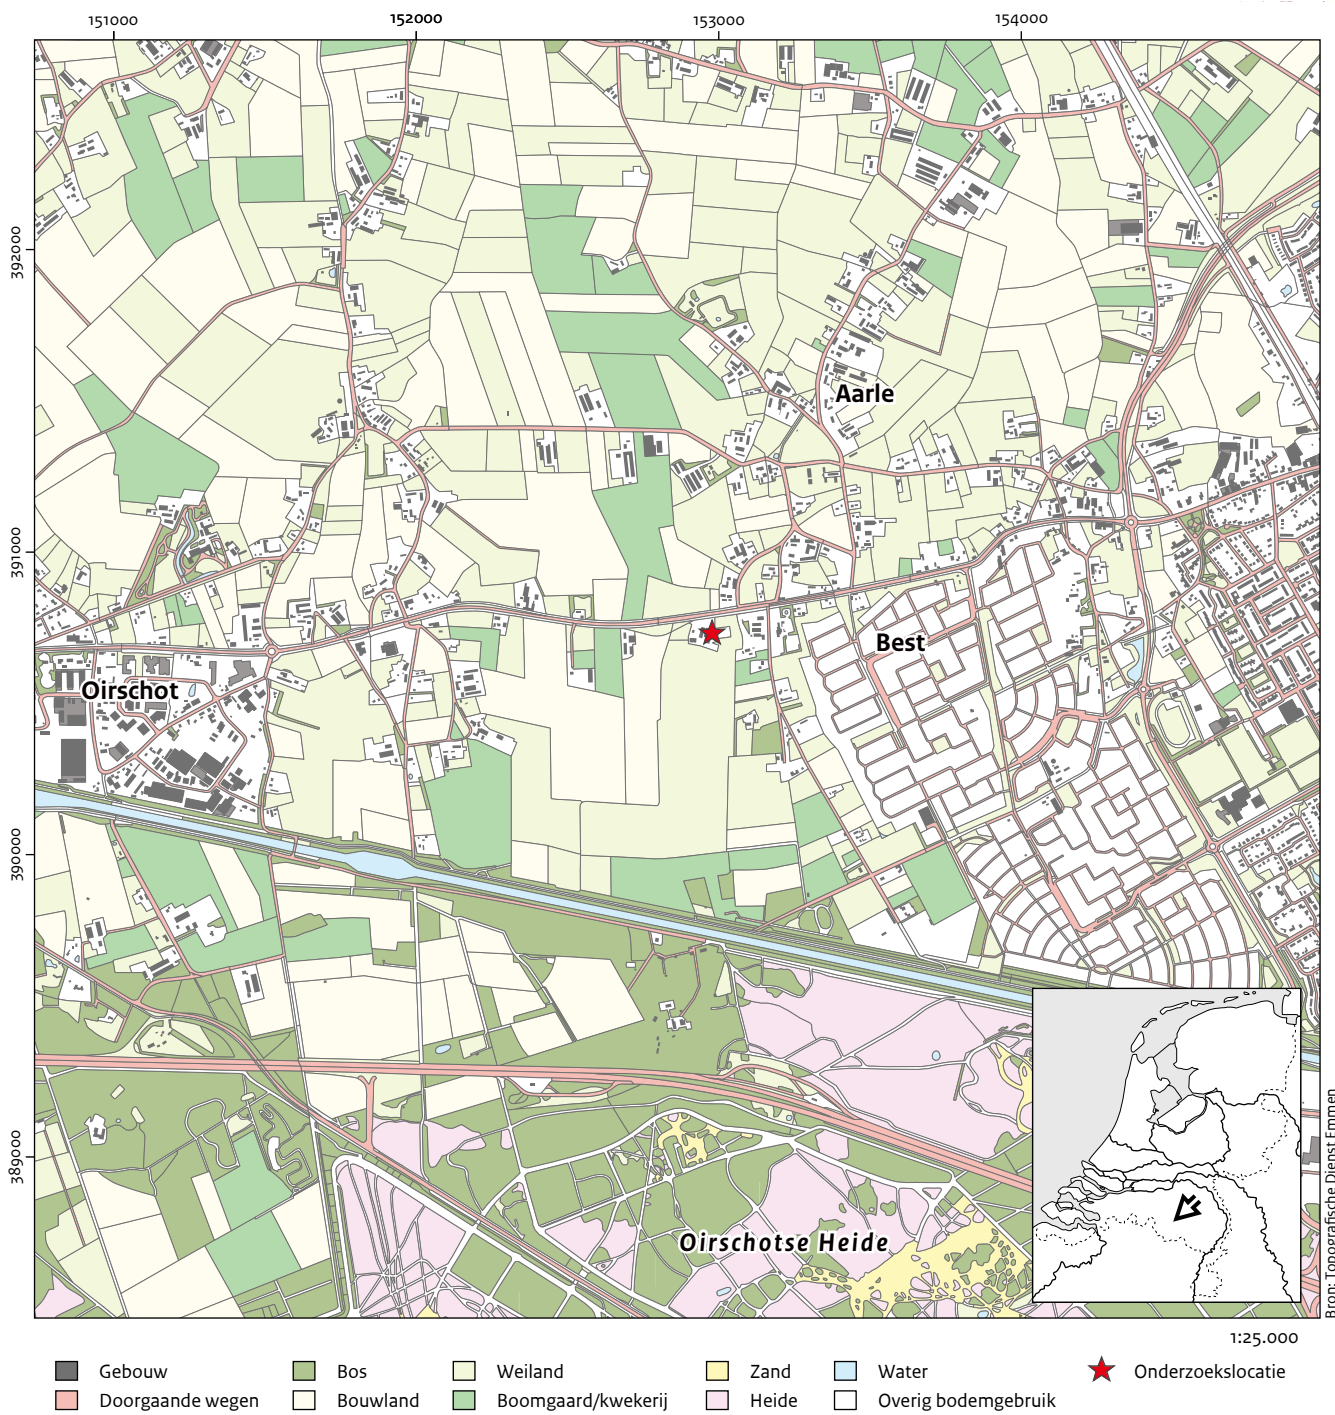 151000 152000 153000 154000
392000
391000
390000
389000
Aarle
Best
Oirschot
Oirschotse Heide
Bron: Topografische Dienst Emmen
1:25.000
Gebouw Bos Weiland Zand Water Onderzoekslocatie
Doorgaande wegen Bouwland Boomgaard/kwekerij Heide Overig bodemgebruik